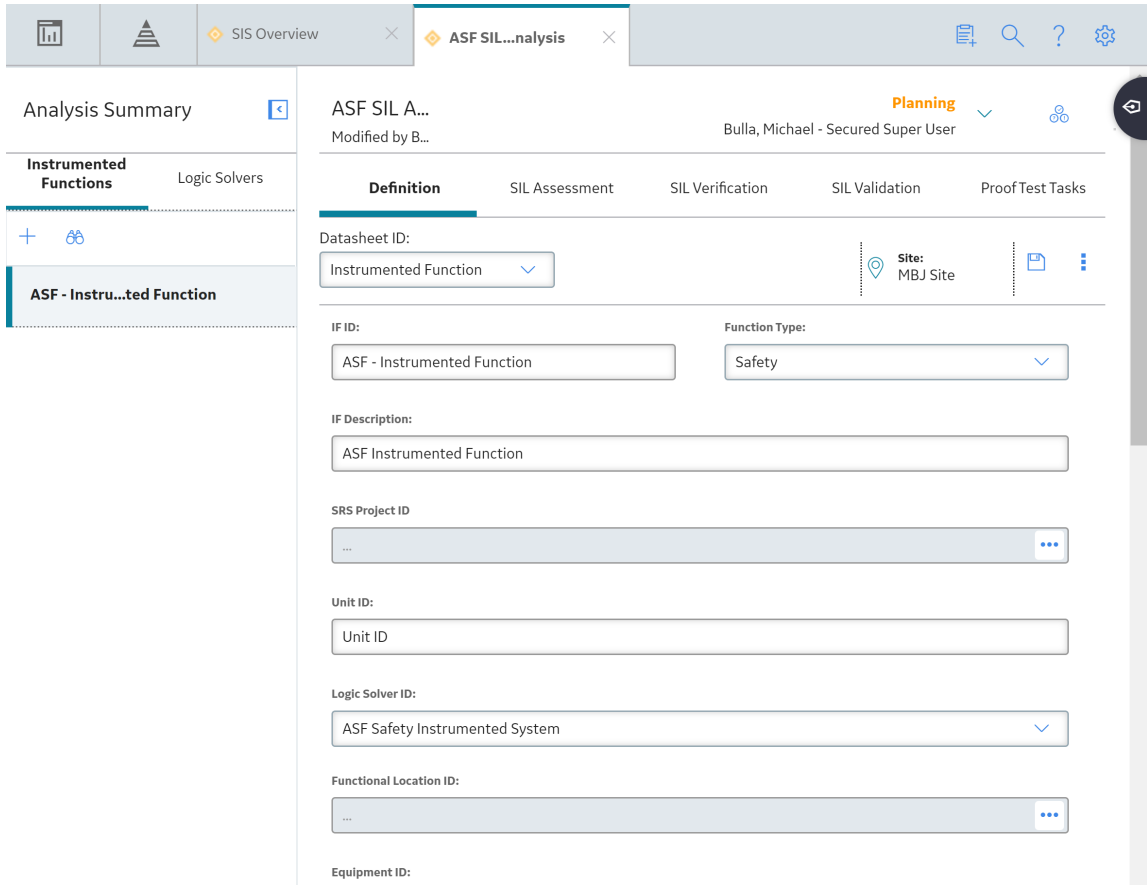 SIS Overview
ASF SIL...nalysis
?
Analysis Summary
Instrumented
Functions
Logic Solvers
ASF - Instru...ted Function
ASF SIL A...
Modified by B...
Planning
Bulla, Michael - Secured Super User
Definition
SIL Assessment
SIL Verification
SIL Validation
Proof Test Tasks
Datasheet ID:
Instrumented Function
Site:
MBJ Site
IF ID:
ASF - Instrumented Function
Function Type:
Safety
IF Description:
ASF Instrumented Function
SRS Project ID
...
Unit ID:
Unit ID
Logic Solver ID:
ASF Safety Instrumented System
Functional Location ID:
...
Equipment ID: